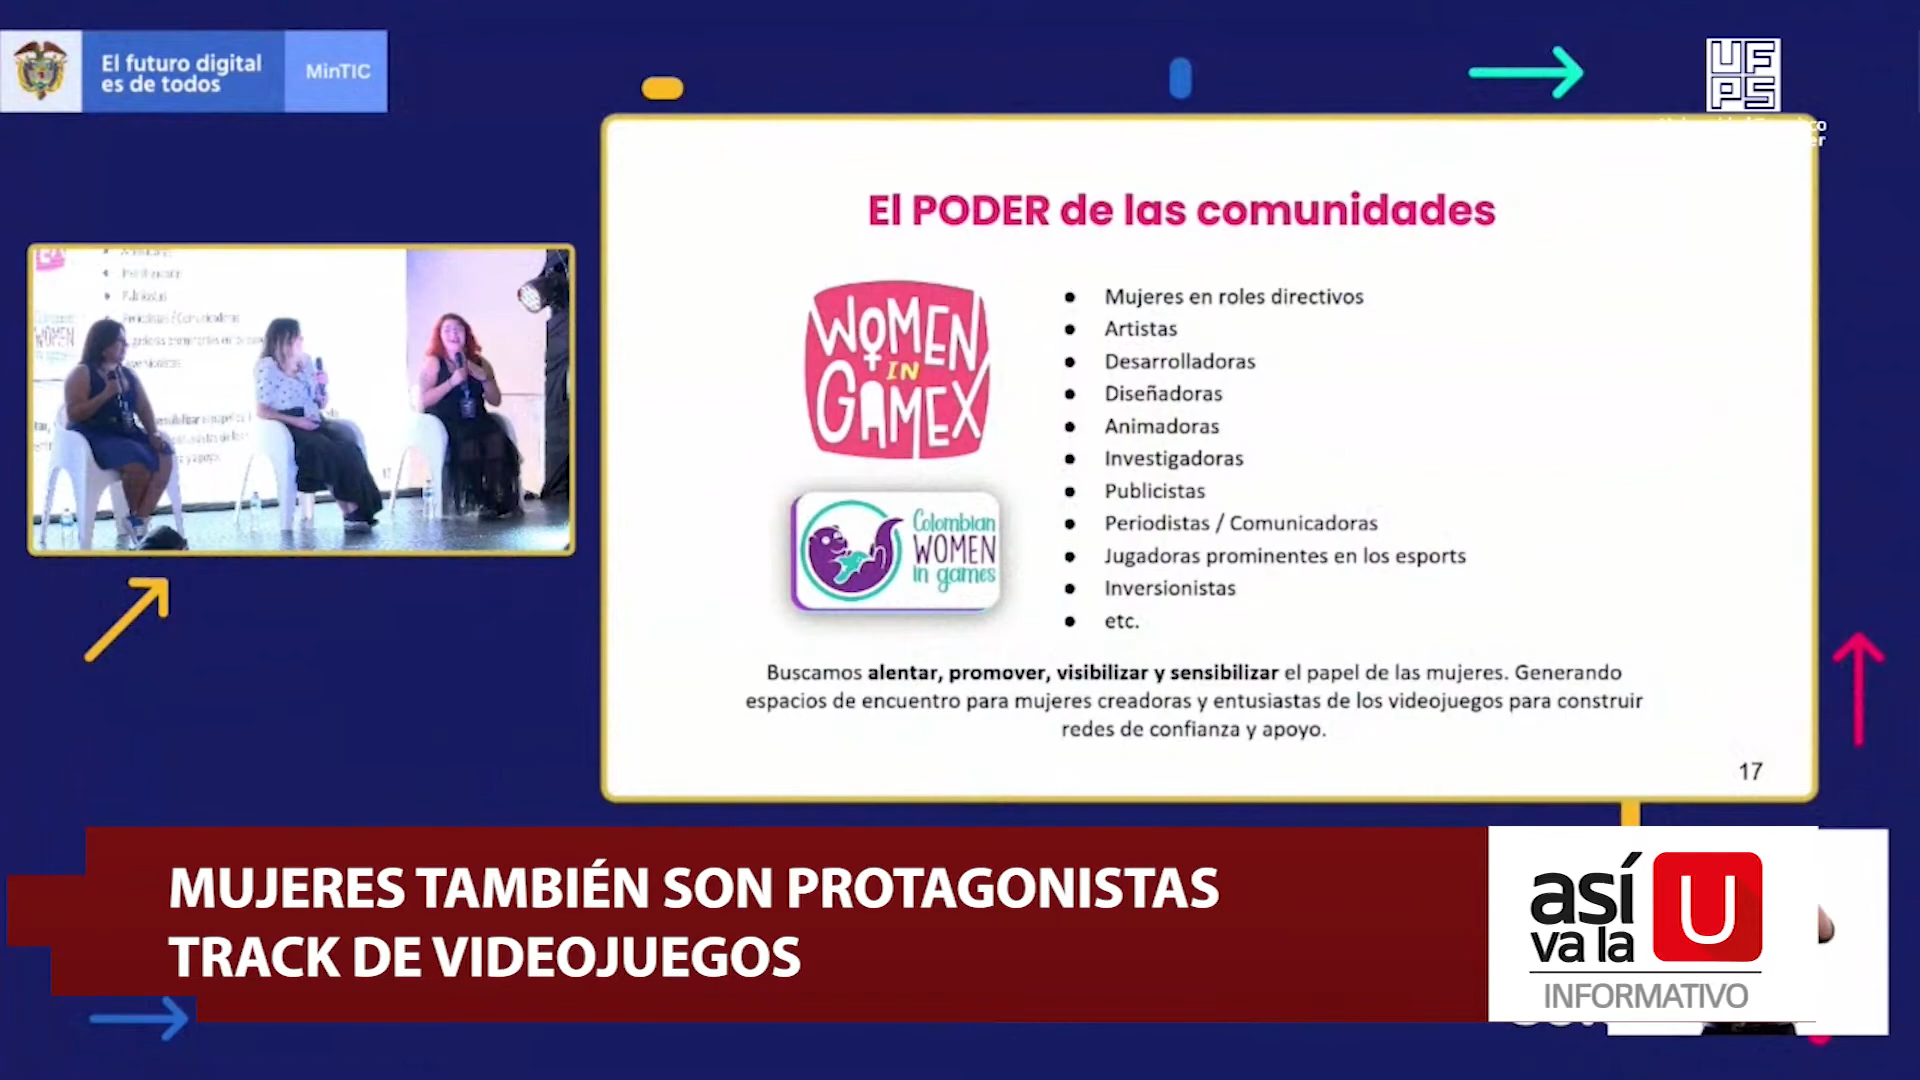 El futuro digital
es de todos
MinTIC
UF
PS
El PODER de las comunidades
WOMEN
IN
GAMEX
Colombian
WOMEN
in games
Mujeres en roles directivos
Artistas
Desarrolladoras
Diseñadoras
Animadoras
Investigadoras
Publicistas
Periodistas / Comunicadoras
Jugadoras prominentes en los esports
Inversionistas
etc.
Buscamos alentar, promover, visibilizar y sensibilizar el papel de las mujeres. Generando
espacios de encuentro para mujeres creadoras y entusiastas de los videojuegos para construir
redes de confianza y apoyo.
17
MUJERES TAMBIÉN SON PROTAGONISTAS
TRACK DE VIDEOJUEGOS
así
va la
U
INFORMATIVO